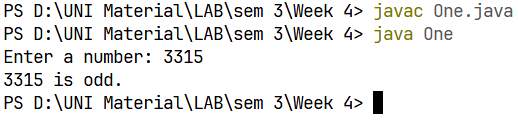 PS D:\UNI Material\LAB\sem 3\Week 4> javac One.java
PS D:\UNI Material\LAB\sem 3\Week 4> java One
Enter a number: 3315
3315 is odd.
PS D:\UNI Material\LAB\sem 3\Week 4>